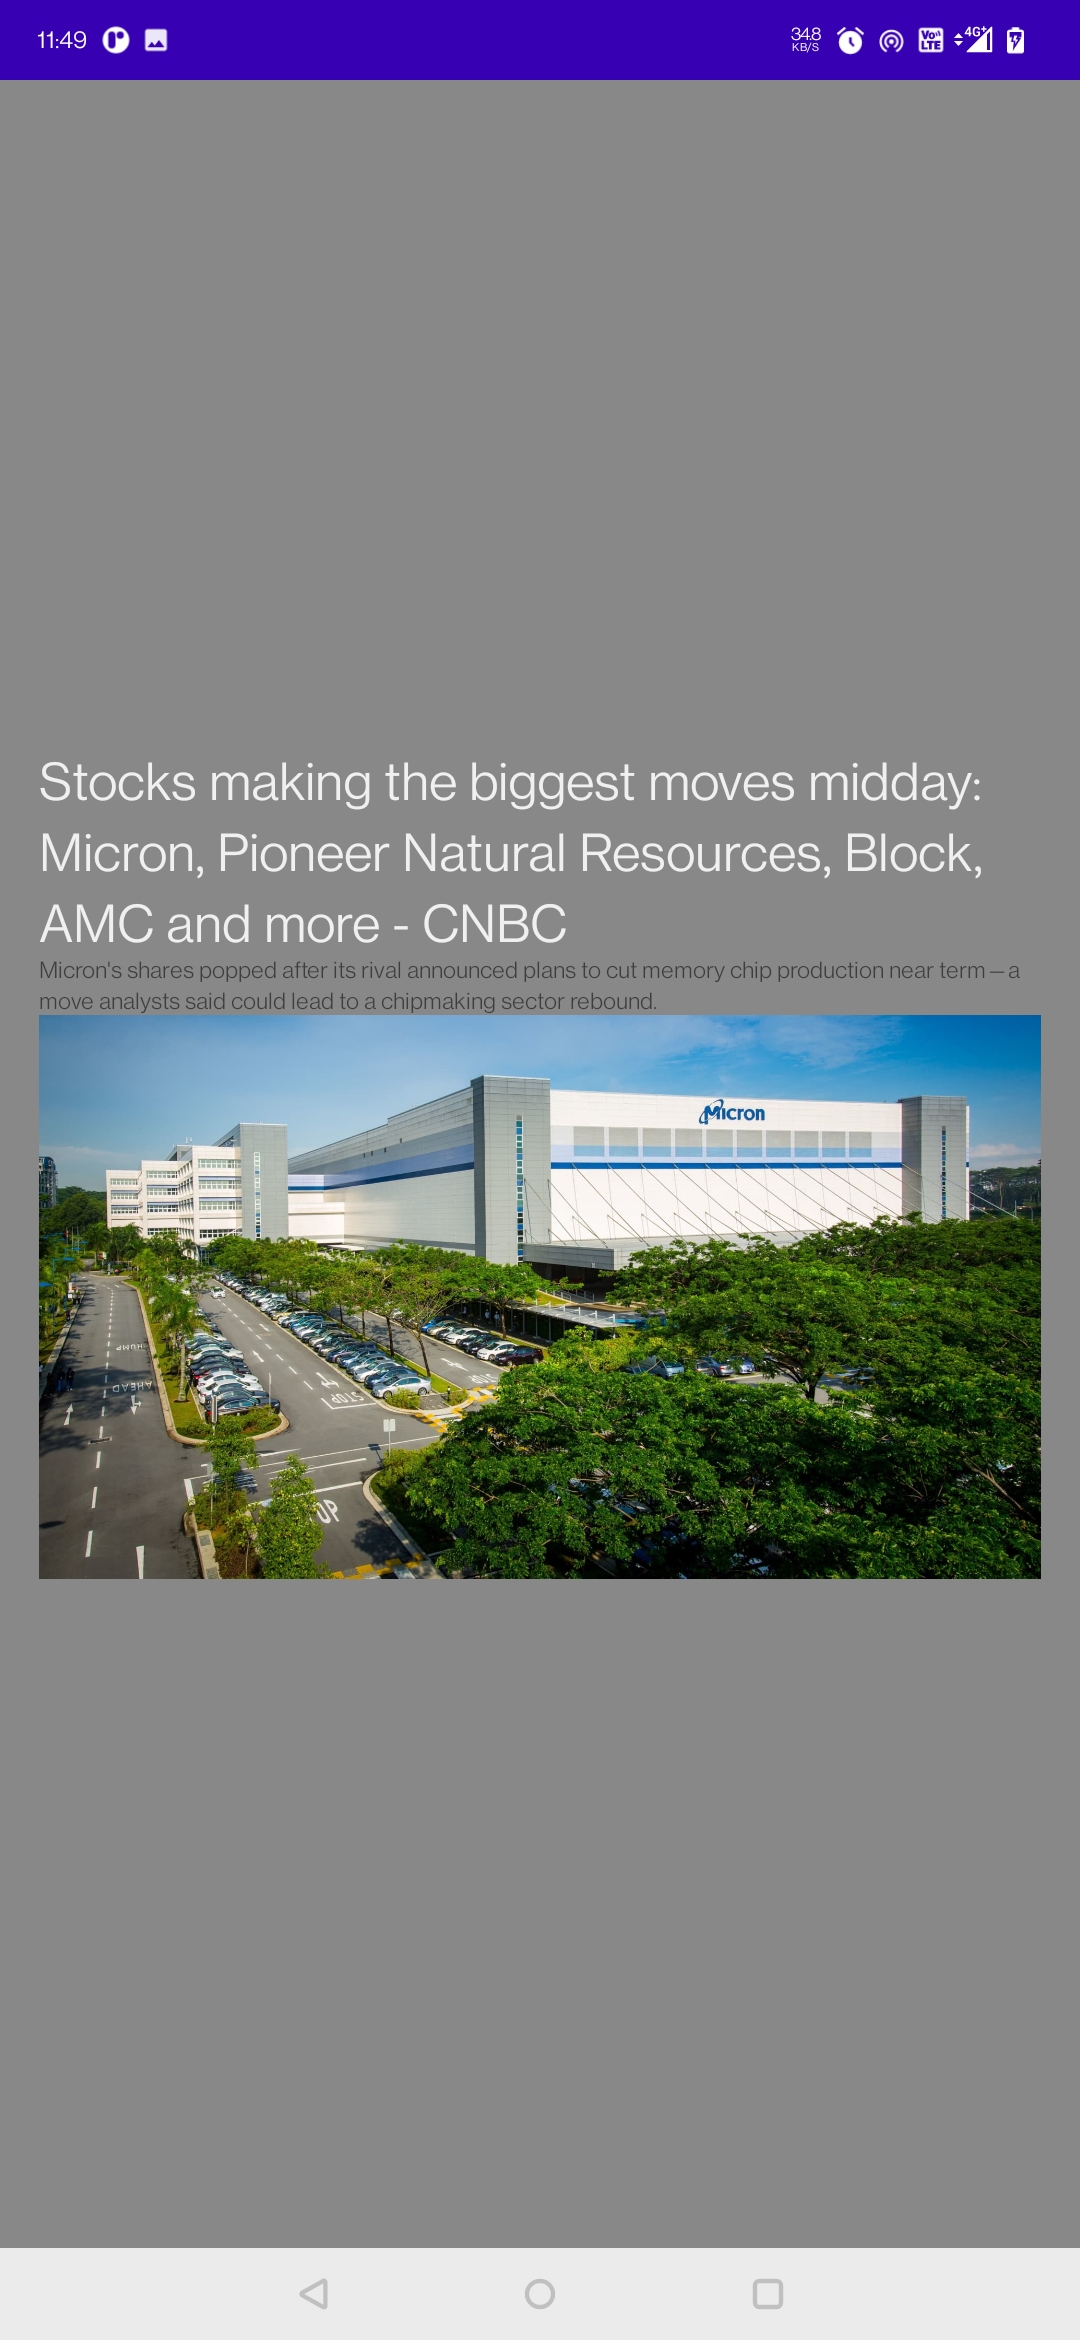 11:49
34.8
KB/S
Vo))
LTE
4G+
Stocks making the biggest moves midday:
Micron, Pioneer Natural Resources, Block,
AMC and more - CNBC
Micron's shares popped after its rival announced plans to cut memory chip production near term — a
move analysts said could lead to a chipmaking sector rebound.
Micron
HUMP
AHEAD
STOP